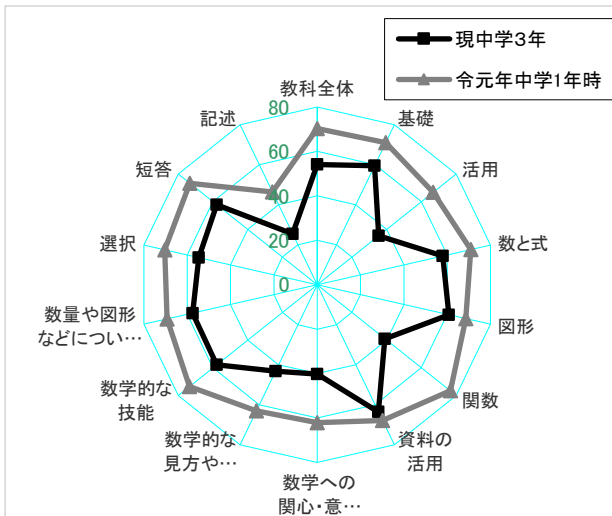 現中学3年
令元年中学1年時
教科全体
基礎
活用
数と式
図形
関数
資料の
活用
数学への
関心・意…
数学的な
見方や…
数学的な
技能
数量や図形
などについ…
選択
短答
記述
80
60
40
20
0